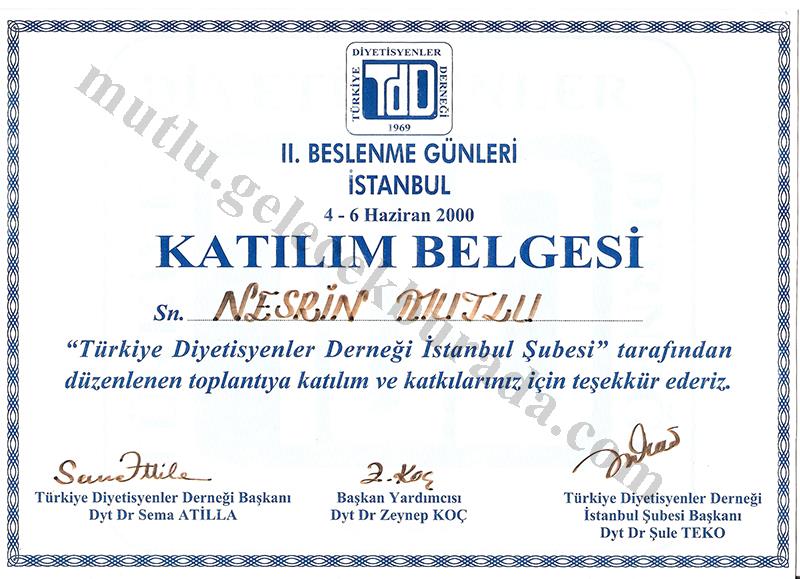 DİYETİSYENLER
TÜRKİYE
TDD
DERNEĞİ
1969
II. BESLENME GÜNLERİ
İSTANBUL
4 - 6 Haziran 2000
KATILIM BELGESİ
Sn. NESRİN MUTLU
“Türkiye Diyetisyenler Derneği İstanbul Şubesi” tarafından
düzenlenen toplantıya katılım ve katkılarınız için teşekkür ederiz.
Sema Atilla
Türkiye Diyetisyenler Derneği Başkanı
Dyt Dr Sema ATİLLA
Z. Koç
Başkan Yardımcısı
Dyt Dr Zeynep KOÇ
Türkiye Diyetisyenler Derneği
İstanbul Şubesi Başkanı
Dyt Dr Şule TEKO
mutlu.gelecekburada.com